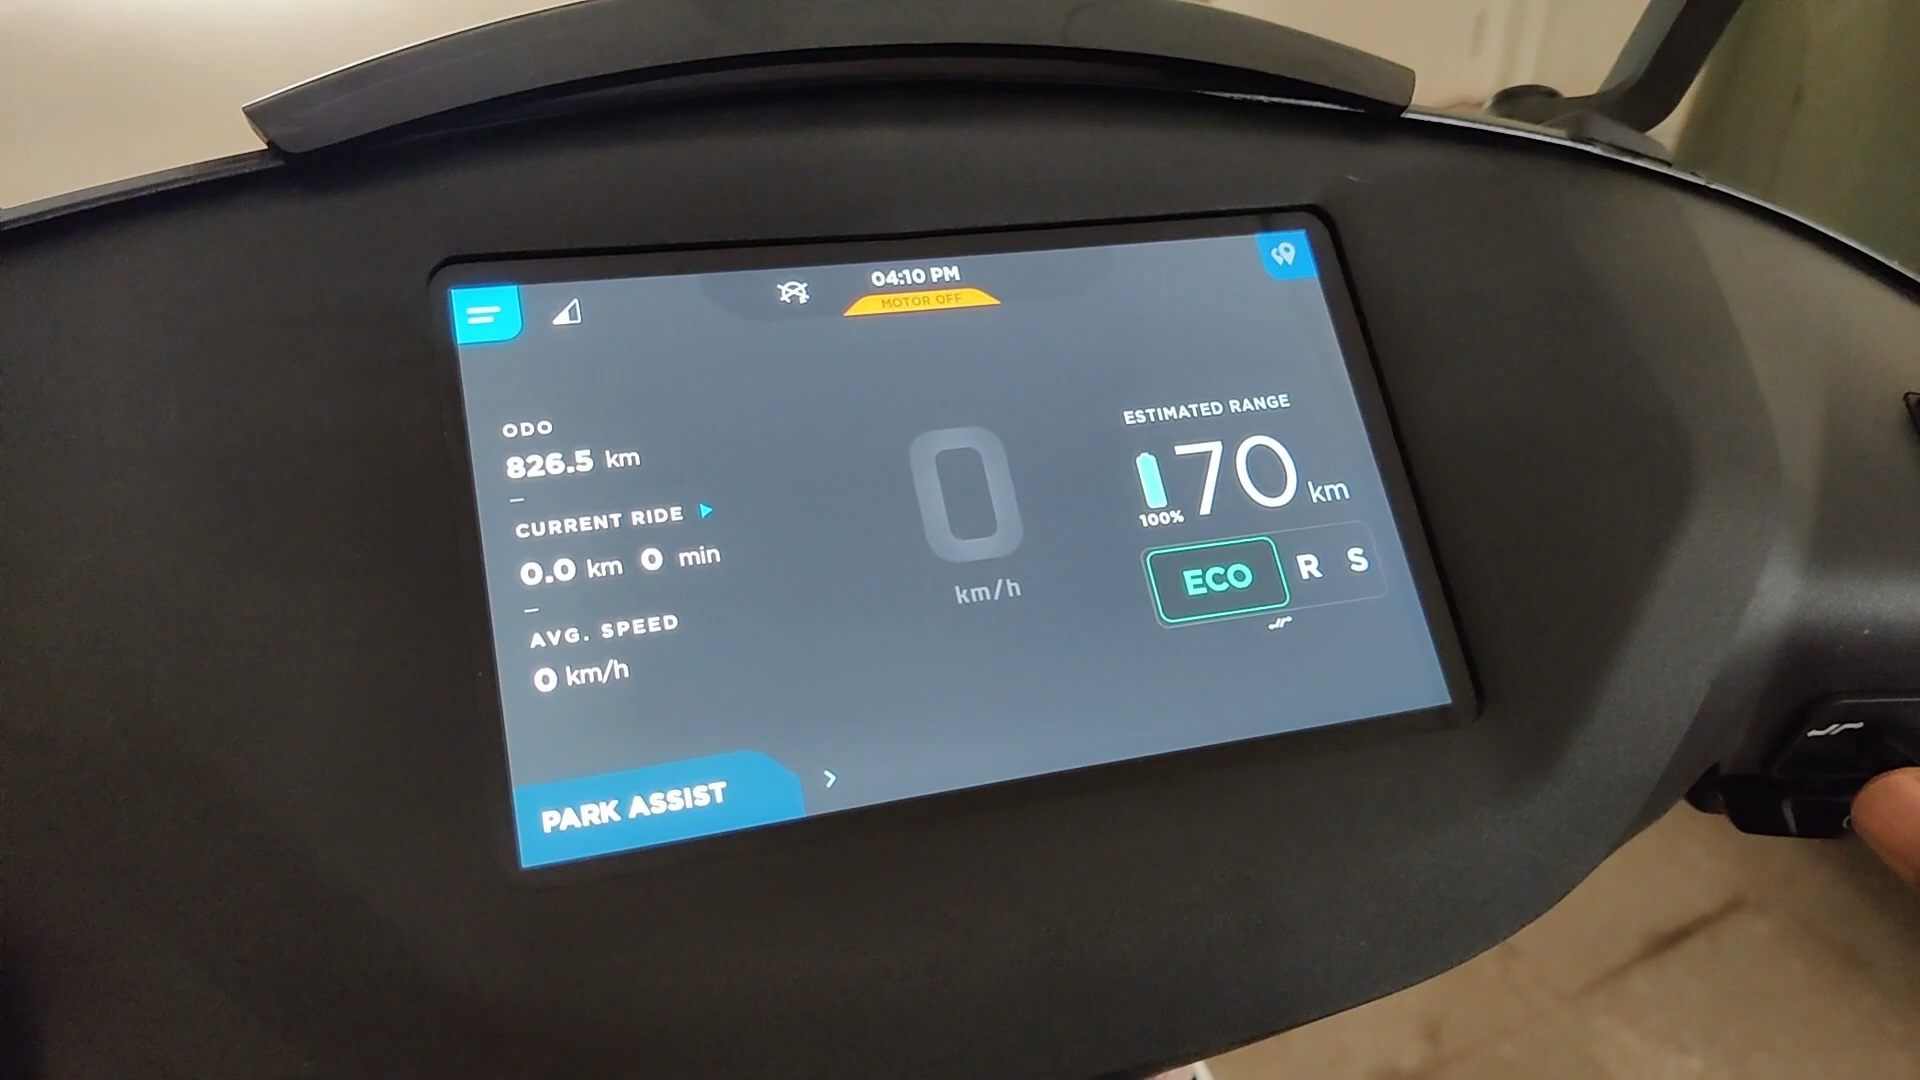 04:10 PM
MOTOR OFF
ODO
826.5 km
CURRENT RIDE
0.0 km 0 min
AVG. SPEED
0 km/h
0
km/h
ESTIMATED RANGE
70 km
100%
ECO R S
PARK ASSIST